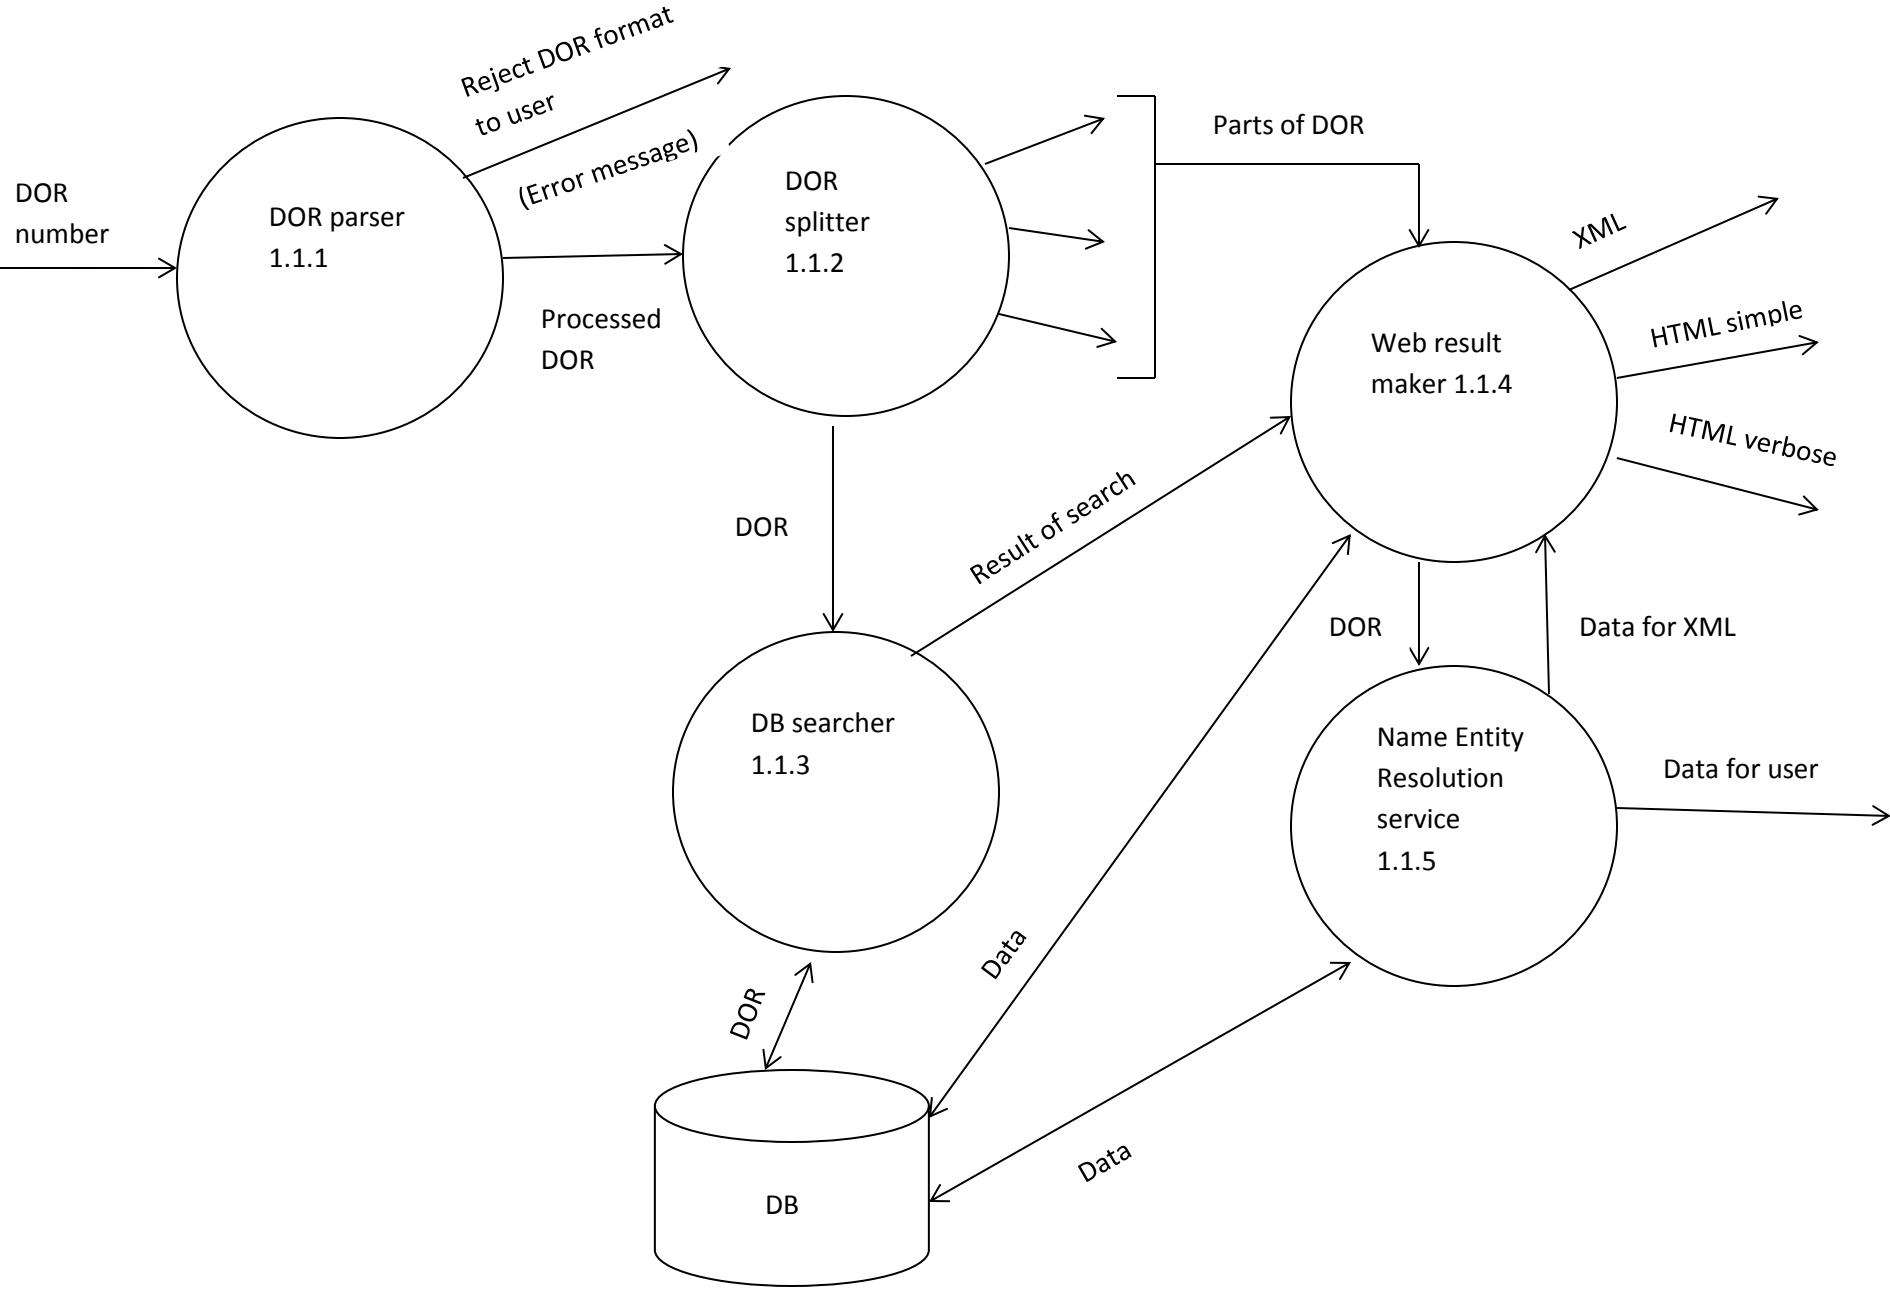 Reject DOR format
to user
(Error message)
DOR
number
DOR parser
1.1.1
Processed
DOR
DOR
splitter
1.1.2
Parts of DOR
XML
HTML simple
HTML verbose
Web result
maker 1.1.4
DOR
Result of search
DOR
Data for XML
DB searcher
1.1.3
Name Entity
Resolution
service
1.1.5
Data for user
Data
DOR
Data
DB